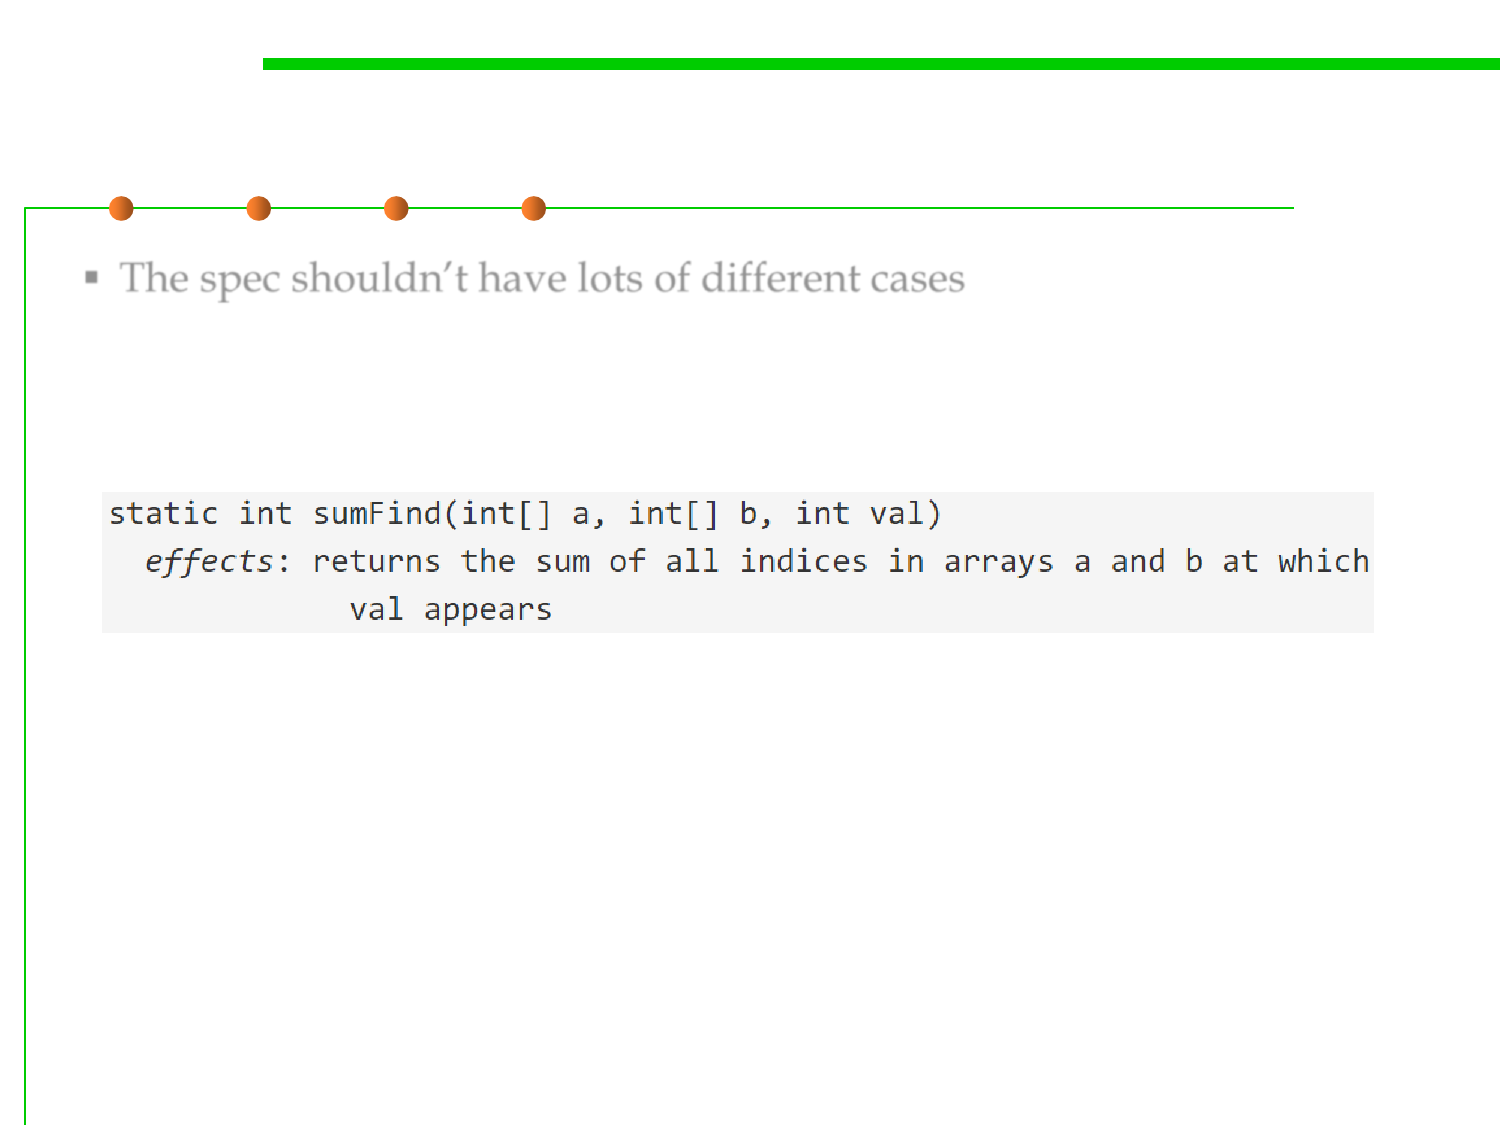 ▪ The spec shouldn’t have lots of different cases
static int sumFind(int[] a, int[] b, int val)
effects: returns the sum of all indices in arrays a and b at which
val appears